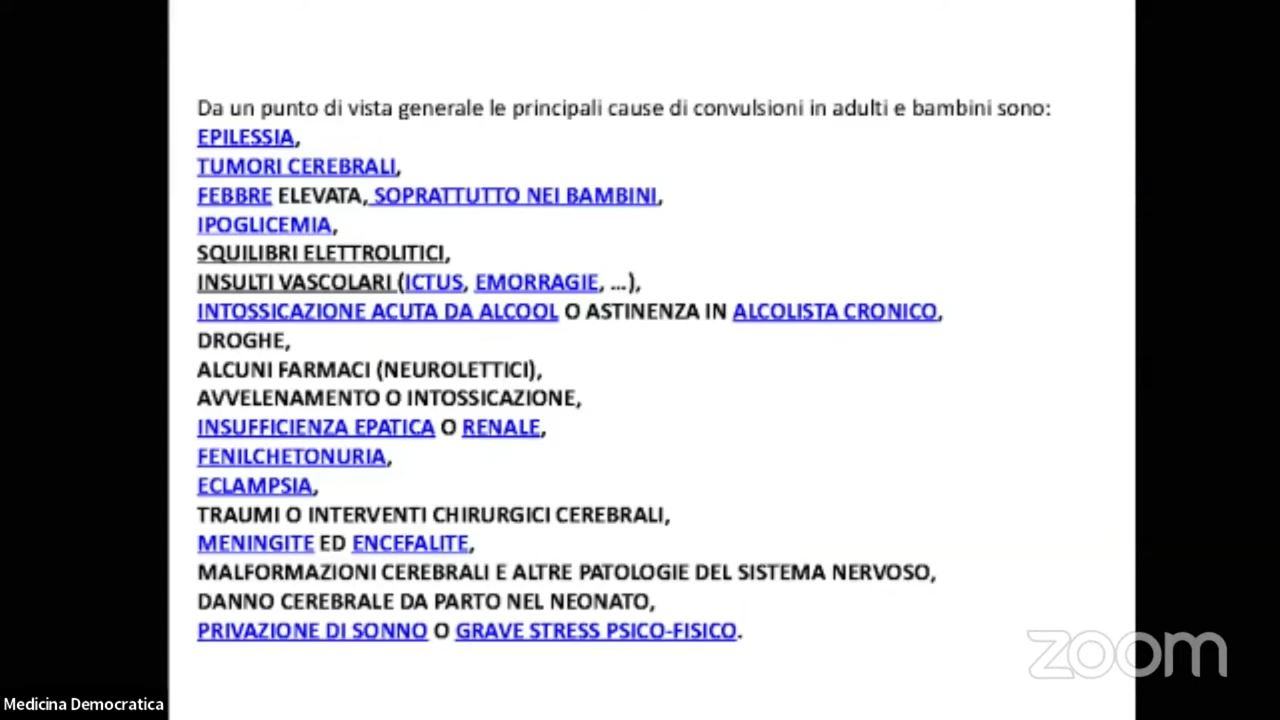 Da un punto di vista generale le principali cause di convulsioni in adulti e bambini sono:
EPILESSIA,
TUMORI CEREBRALI,
FEBBRE ELEVATA, SOPRATTUTTO NEI BAMBINI,
IPOGLICEMIA,
SQUILIBRI ELETTROLITICI,
INSULTI VASCOLARI (ICTUS, EMORRAGIE, ...),
INTOSSICAZIONE ACUTA DA ALCOOL O ASTINENZA IN ALCOLISTA CRONICO,
DROGHE,
ALCUNI FARMACI (NEUROLETTICI),
AVVELENAMENTO O INTOSSICAZIONE,
INSUFFICIENZA EPATICA O RENALE,
FENILCHETONURIA,
ECLAMPSIA,
TRAUMI O INTERVENTI CHIRURGICI CEREBRALI,
MENINGITE ED ENCEFALITE,
MALFORMAZIONI CEREBRALI E ALTRE PATOLOGIE DEL SISTEMA NERVOSO,
DANNO CEREBRALE DA PARTO NEL NEONATO,
PRIVAZIONE DI SONNO O GRAVE STRESS PSICO-FISICO.
zoom
Medicina Democratica